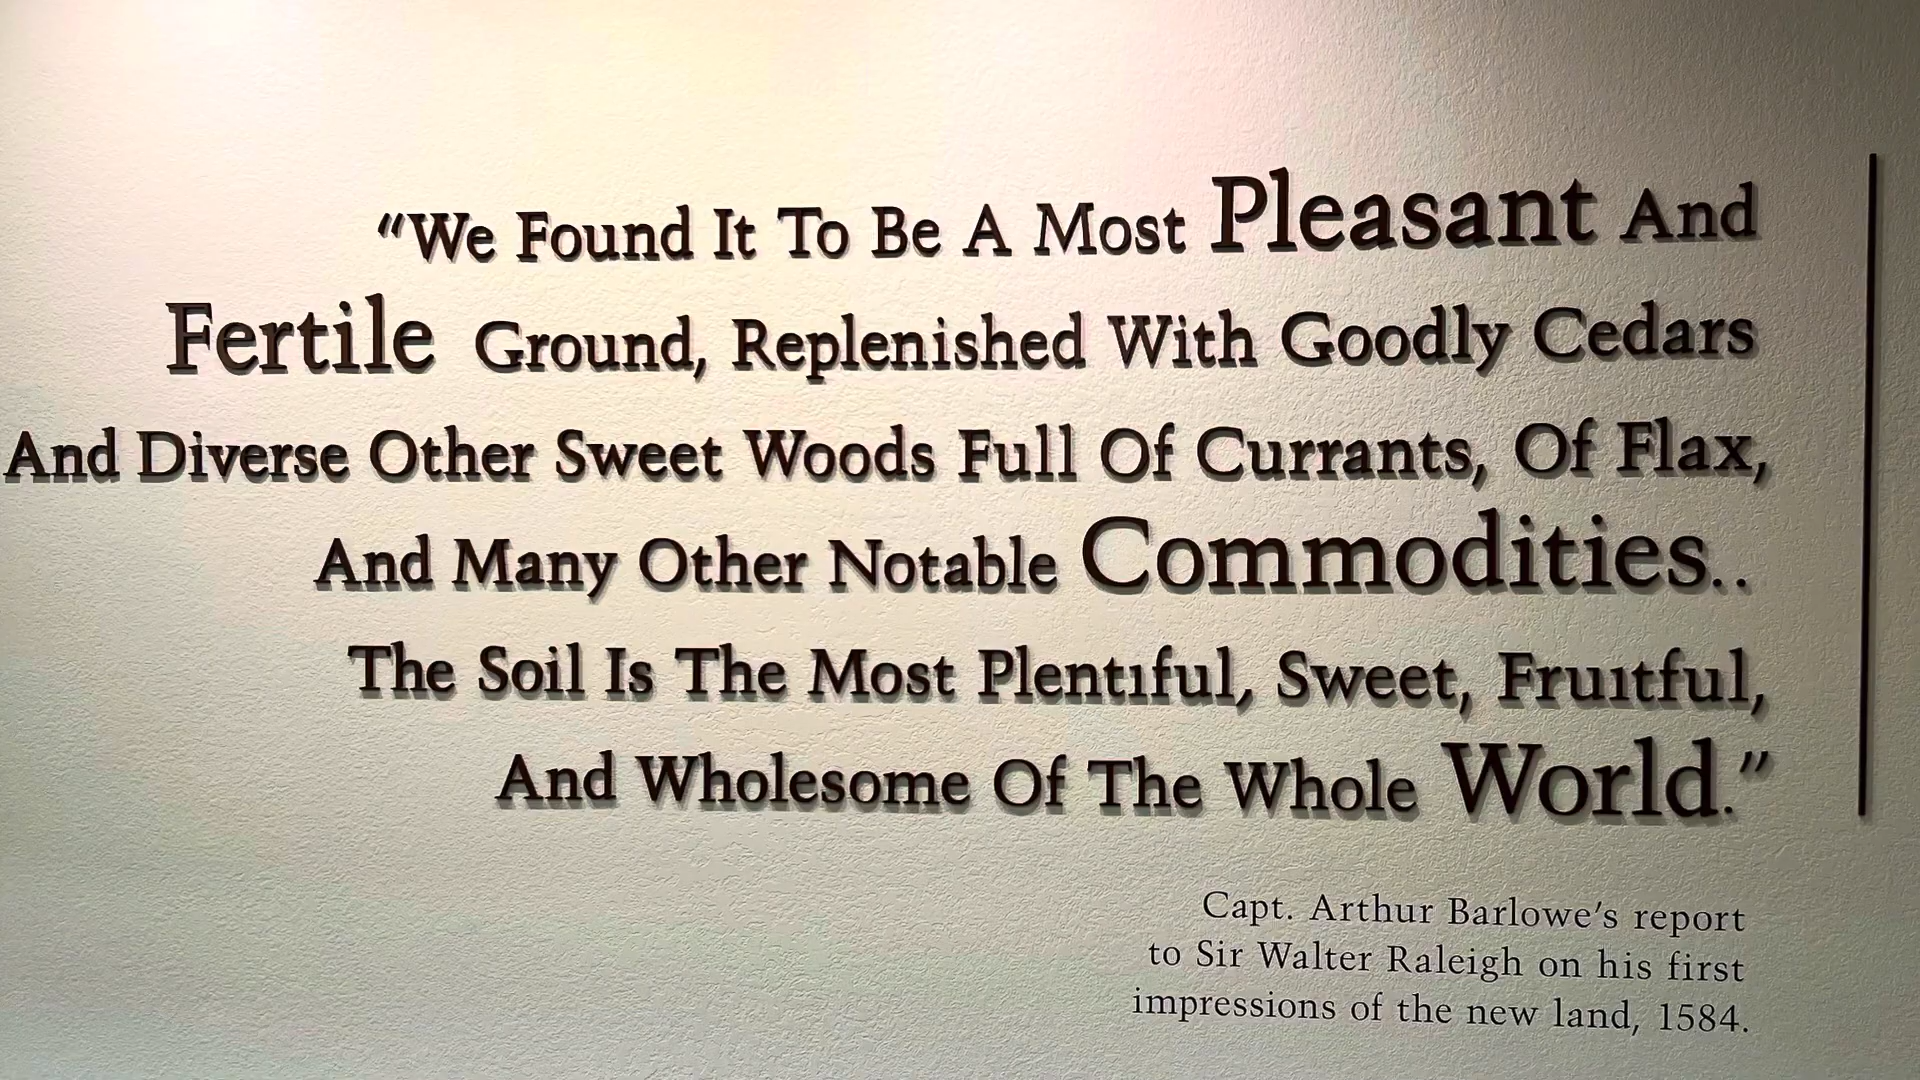 “We Found It To Be A Most Pleasant And
Fertile Ground, Replenished With Goodly Cedars
And Diverse Other Sweet Woods Full Of Currants, Of Flax,
And Many Other Notable Commodities..
The Soil Is The Most Plentıful, Sweet, Fruıtful,
And Wholesome Of The Whole World.”
Capt. Arthur Barlowe’s report
to Sir Walter Raleigh on his first
impressions of the new land, 1584.